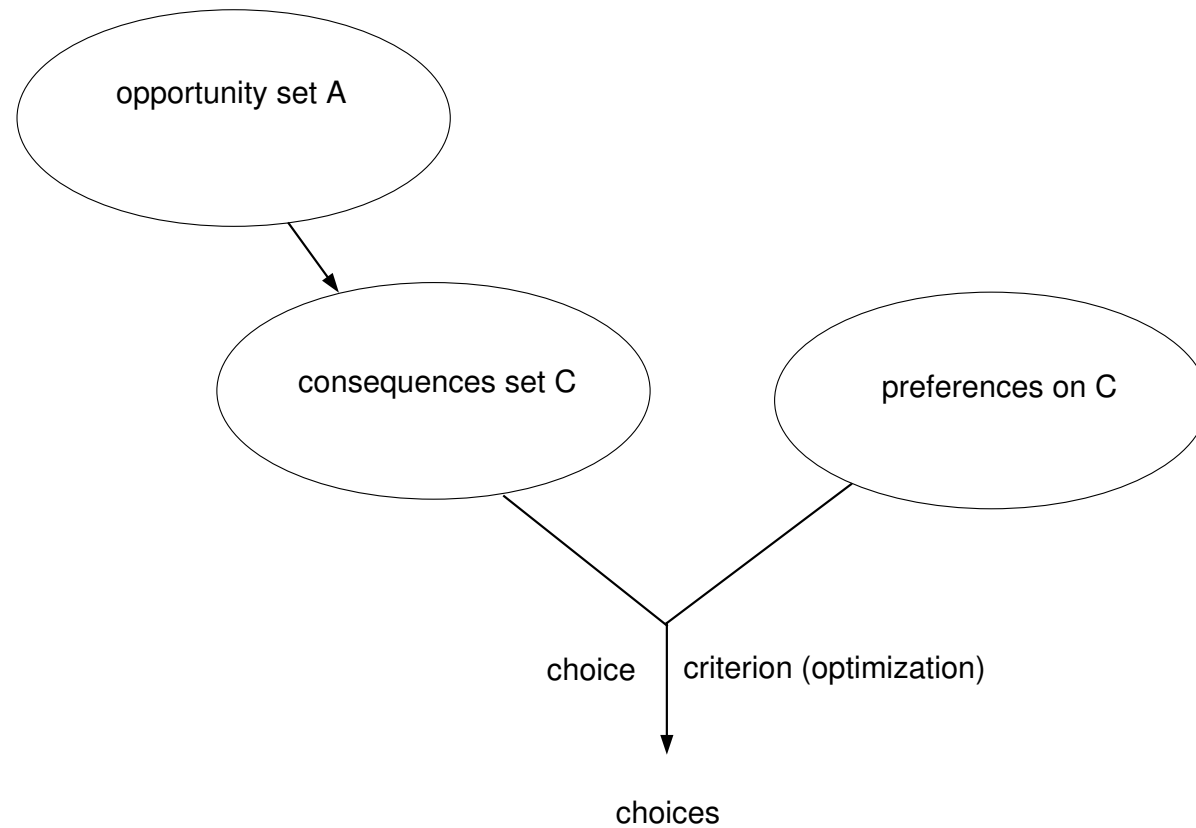 opportunity set A
consequences set C
preferences on C
choice
criterion (optimization)
choices